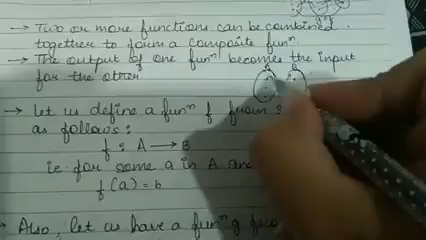 → Two or more functions can be combined
together to form a composite funⁿ.
→ The output of one funⁿ becomes the input
for the other.
A B
→ Let us define a funⁿ f from
as follows:
f : A → B
ie for some a in A an
f(a) = b
→ Also, let us have a funⁿ g fro